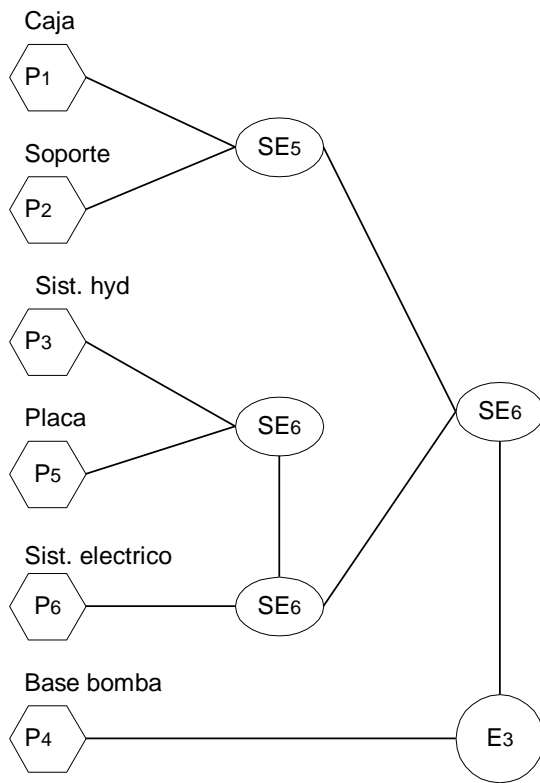 Caja
P1
SE5
Soporte
P2
Sist. hyd
P3
SE6
Placa
SE6
P5
Sist. electrico
P6
SE6
Base bomba
P4
E3